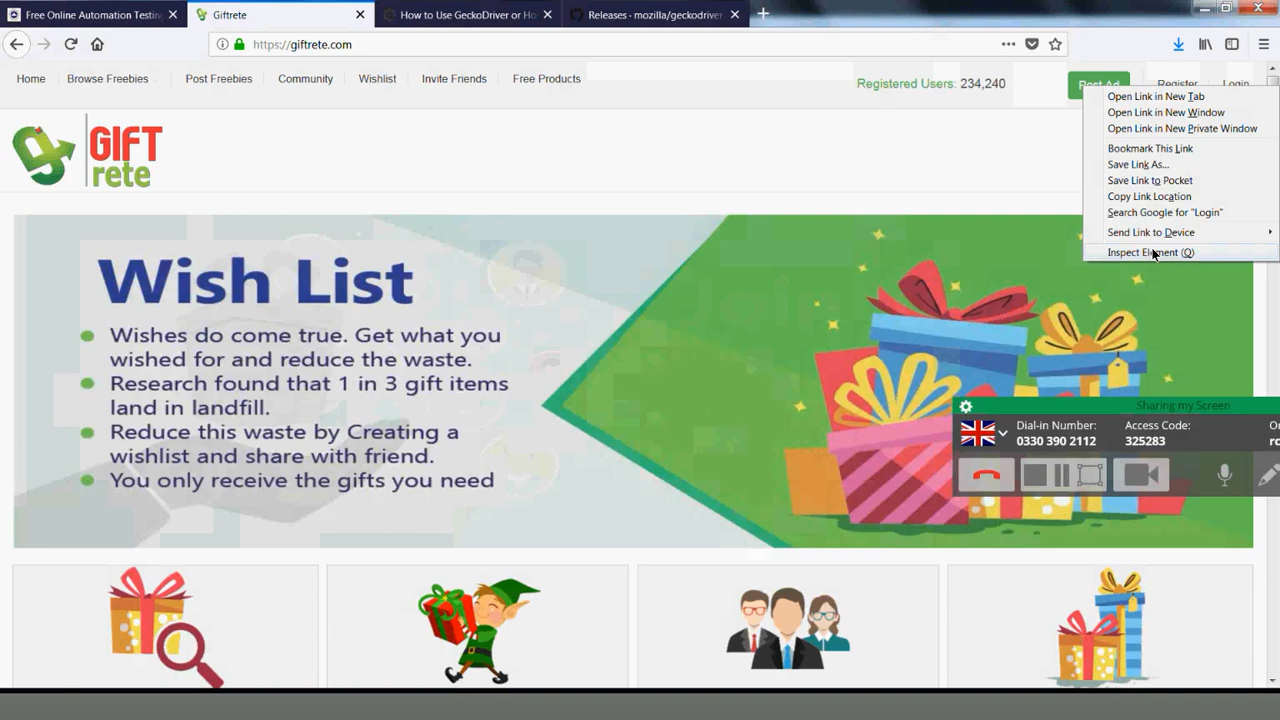 Free Online Automation Testing
Giftrete
How to Use GeckoDriver or Ho
Releases · mozilla/geckodriver
https://giftrete.com
Home
Browse Freebies
Post Freebies
Community
Wishlist
Invite Friends
Free Products
Registered Users: 234,240
Post Ad
Register
Login
Open Link in New Tab
Open Link in New Window
Open Link in New Private Window
Bookmark This Link
Save Link As...
Save Link to Pocket
Copy Link Location
Search Google for "Login"
Send Link to Device
Inspect Element (Q)
GIFT
rete
Wish List
Wishes do come true. Get what you
wished for and reduce the waste.
Research found that 1 in 3 gift items
land in landfill.
Reduce this waste by Creating a
wishlist and share with friend.
You only receive the gifts you need
Sharing my Screen
Dial-in Number:
0330 390 2112
Access Code:
325283